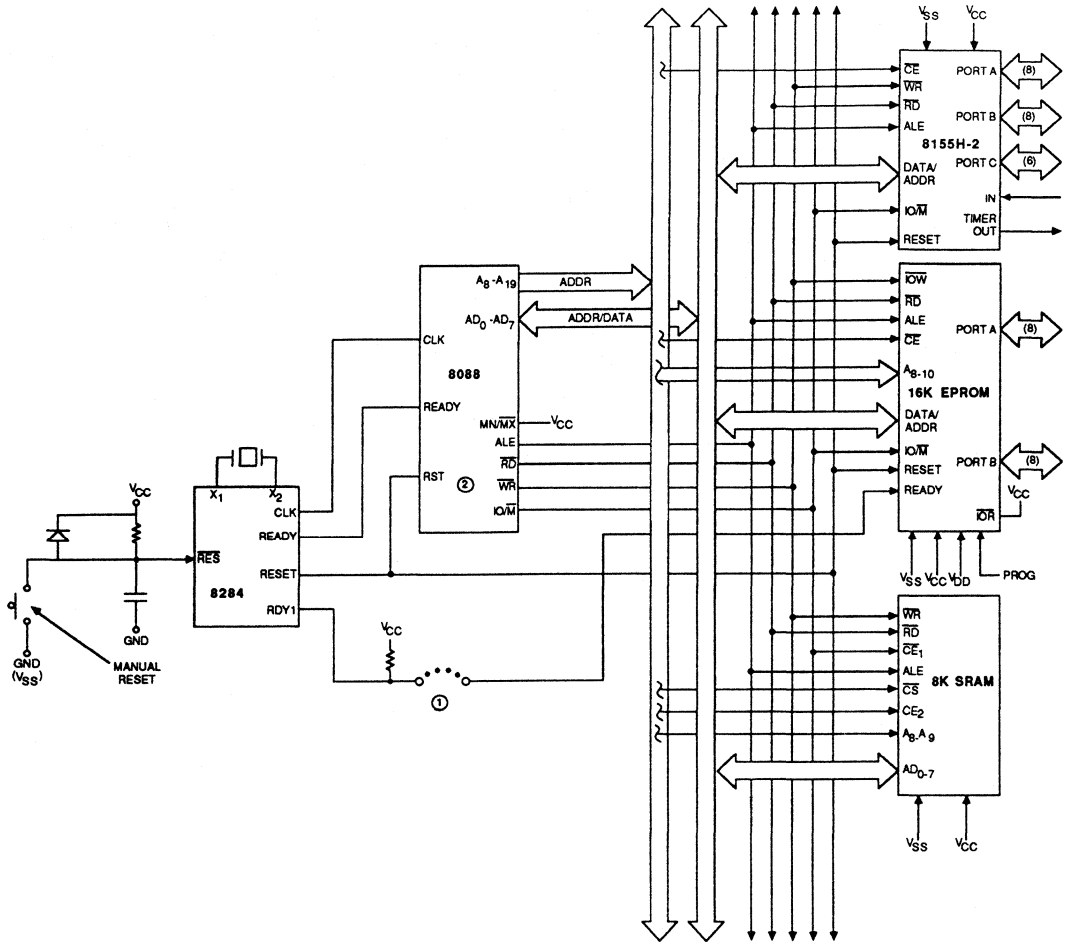 VSS VCC
CE PORT A (8)
WR
RD
PORT B (8)
ALE
8155H-2
PORT C (6)
DATA/
ADDR
IN
IO/M
TIMER
OUT
RESET
A8-A19 ADDR
AD0-AD7 ADDR/DATA
CLK
8088
READY
MN/MX VCC
ALE
RD
RST
②
WR
IO/M
IOW
RD
ALE
PORT A (8)
CE
A8-10
16K EPROM
DATA/
ADDR
IO/M
PORT B (8)
RESET
READY
VCC
IOR
VSS VCC VDD PROG
X1 X2
VCC
CLK
READY
RES
RESET
8284
RDY1
GND
GND
(VSS)
MANUAL
RESET
VCC
①
WR
RD
CE1
ALE
8K SRAM
CS
CE2
A8-A9
AD0-7
VSS VCC